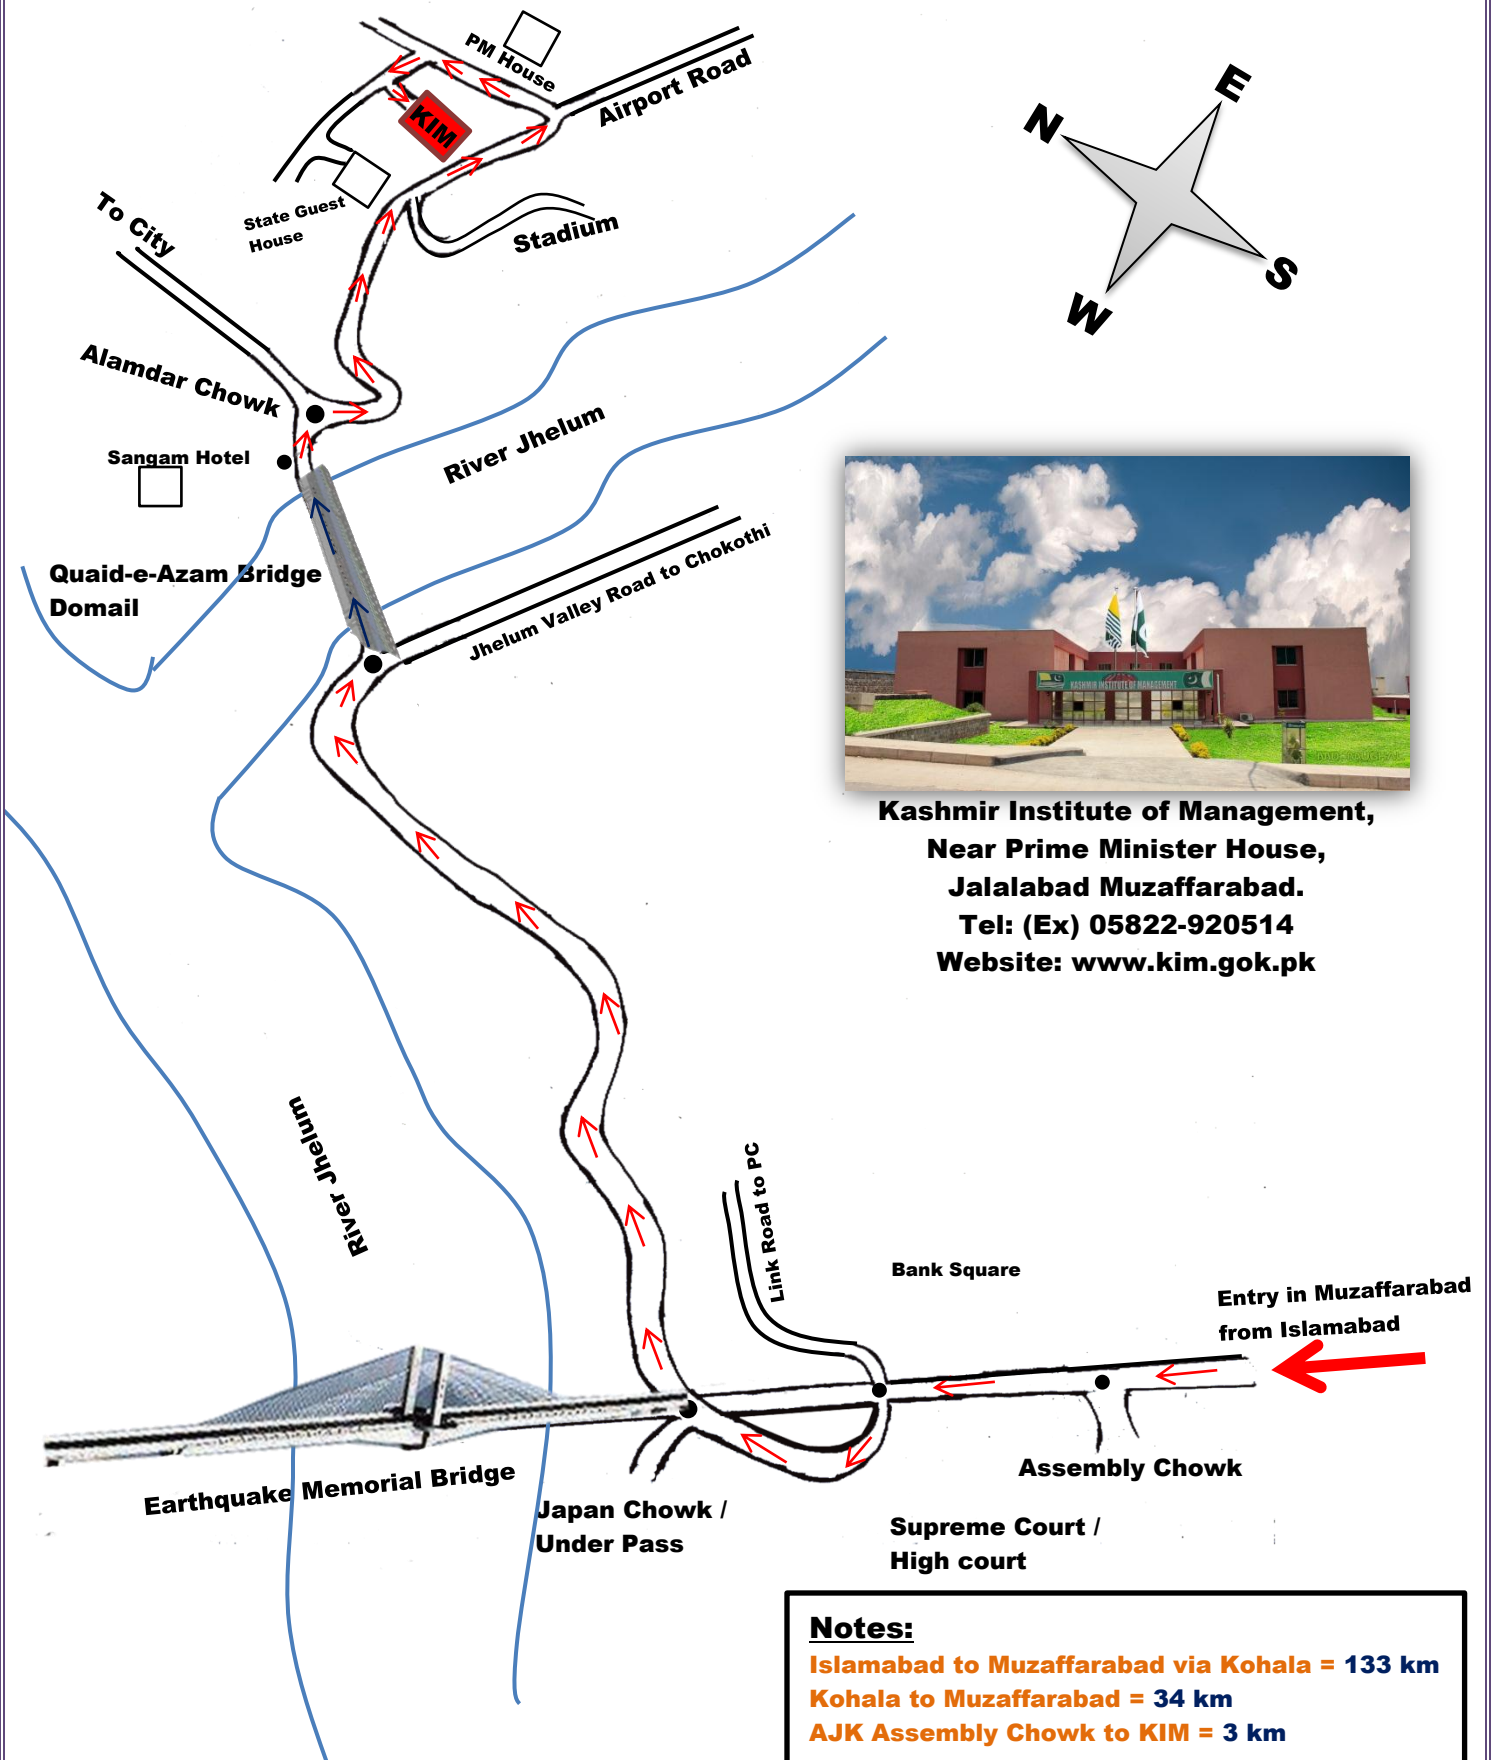 PM House
Airport Road
KIM
E
N
S
W
State Guest
House
Stadium
To City
Alamdar Chowk
Sangam Hotel
River Jhelum
Quaid-e-Azam Bridge
Domail
Jhelum Valley Road to Chokothi
KASHMIR INSTITUTE OF MANAGEMENT
Kashmir Institute of Management,
Near Prime Minister House,
Jalalabad Muzaffarabad.
Tel: (Ex) 05822-920514
Website: www.kim.gok.pk
River Jhelum
Link Road to PC
Bank Square
Entry in Muzaffarabad
from Islamabad
Earthquake Memorial Bridge
Assembly Chowk
Japan Chowk /
Under Pass
Supreme Court /
High court
Notes:
Islamabad to Muzaffarabad via Kohala = 133 km
Kohala to Muzaffarabad = 34 km
AJK Assembly Chowk to KIM = 3 km